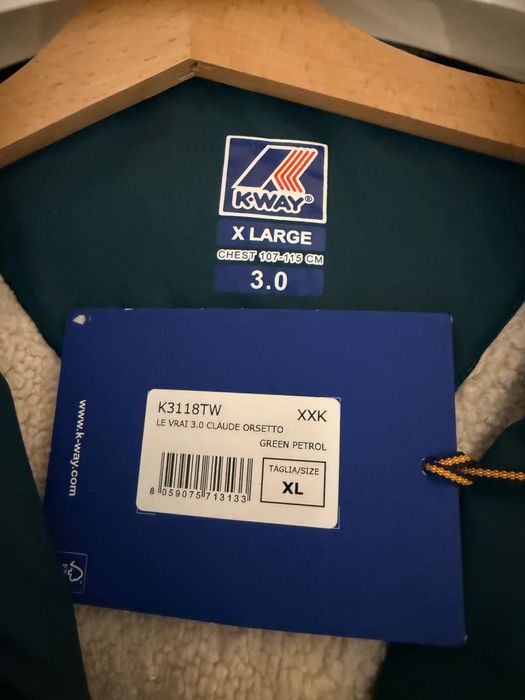 K-WAY®
X LARGE
CHEST 107-115 CM
3.0
www.k-way.com
K3118TW XXK
LE VRAI 3.0 CLAUDE ORSETTO
GREEN PETROL
TAGLIA/SIZE
XL
8 059075 713133